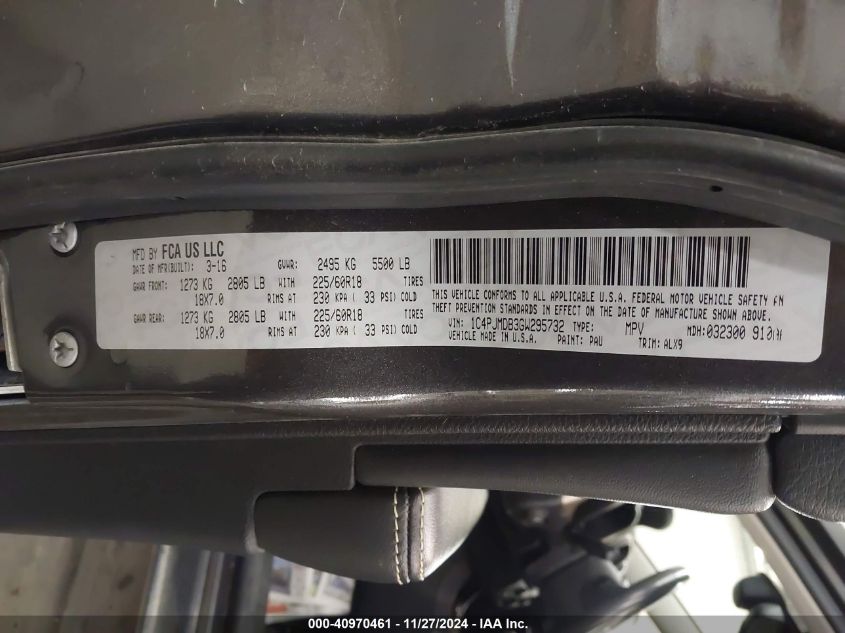 MFD BY FCA US LLC
DATE OF MFR(BUILT): 3-16 GVWR: 2495 KG 5500 LB
GAWR FRONT: 1273 KG 2805 LB WITH 225/60R18 TIRES
18X7.0 RIMS AT 230 KPA ( 33 PSI) COLD
GAWR REAR: 1273 KG 2805 LB WITH 225/60R18 TIRES
18X7.0 RIMS AT 230 KPA ( 33 PSI) COLD
THIS VEHICLE CONFORMS TO ALL APPLICABLE U.S.A. FEDERAL MOTOR VEHICLE SAFETY AN
THEFT PREVENTION STANDARDS IN EFFECT ON THE DATE OF MANUFACTURE SHOWN ABOVE.
VIN: 1C4PJMDB3GW295732 TYPE: MPV MDH: 032300 910
VEHICLE MADE IN U.S.A. PAINT: PAU TRIM: ALX9
000-40970461 - 11/27/2024 - IAA Inc.